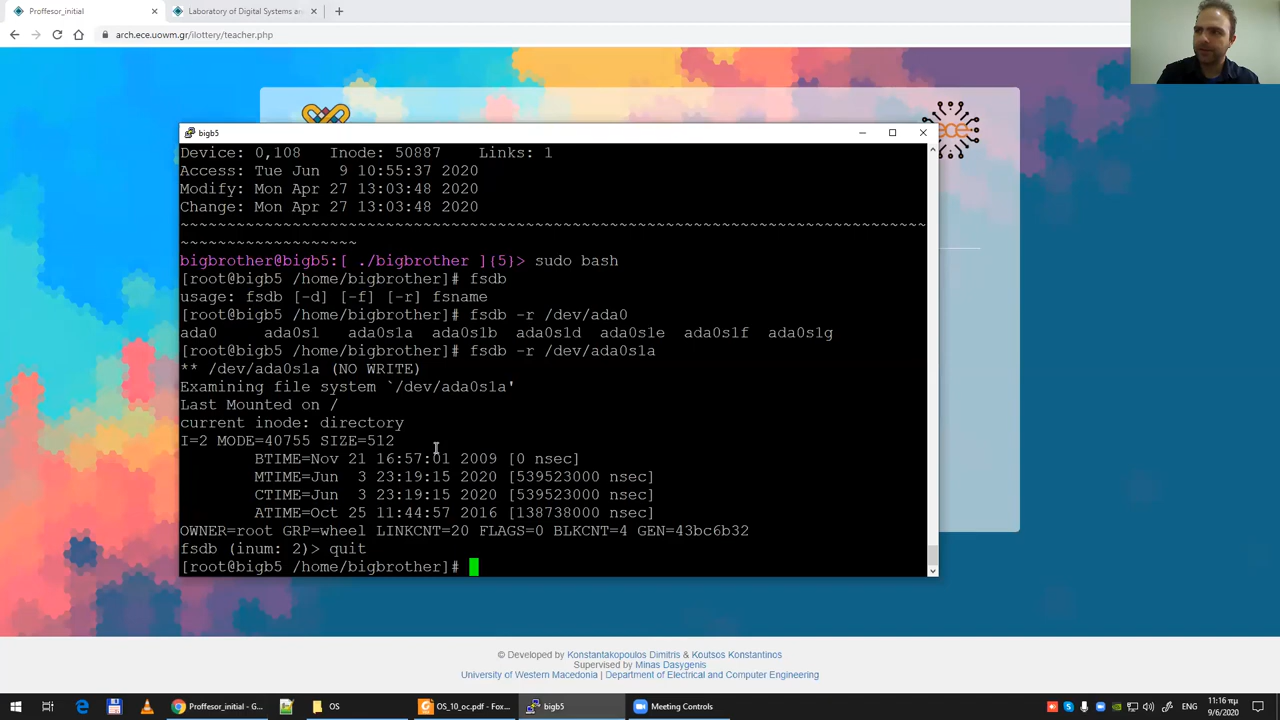 Proffesor_initial
Laboratory of Digital Systems an
arch.ece.uowm.gr/ilottery/teacher.php
ece
bigb5
Device: 0,108   Inode: 50887    Links: 1
Access: Tue Jun  9 10:55:37 2020
Modify: Mon Apr 27 13:03:48 2020
Change: Mon Apr 27 13:03:48 2020
~~~~~~~~~~~~~~~~~~~~~~~~~~~~~~~~~~~~~~~~~~~~~~~~~~~~~~~~~~~~~~~~~~~~~~~~~~~~~~~~
~~~~~~~~~~~~~~~~~~~
bigbrother@bigb5:[ ./bigbrother ]{5}> sudo bash
[root@bigb5 /home/bigbrother]# fsdb
usage: fsdb [-d] [-f] [-r] fsname
[root@bigb5 /home/bigbrother]# fsdb -r /dev/ada0
ada0    ada0s1   ada0s1a  ada0s1b  ada0s1d  ada0s1e  ada0s1f  ada0s1g
[root@bigb5 /home/bigbrother]# fsdb -r /dev/ada0s1a
** /dev/ada0s1a (NO WRITE)
Examining file system `/dev/ada0s1a'
Last Mounted on /
current inode: directory
I=2 MODE=40755 SIZE=512
        BTIME=Nov 21 16:57:01 2009 [0 nsec]
        MTIME=Jun  3 23:19:15 2020 [539523000 nsec]
        CTIME=Jun  3 23:19:15 2020 [539523000 nsec]
        ATIME=Oct 25 11:44:57 2016 [138738000 nsec]
OWNER=root GRP=wheel LINKCNT=20 FLAGS=0 BLKCNT=4 GEN=43bc6b32
fsdb (inum: 2)> quit
[root@bigb5 /home/bigbrother]#
© Developed by Konstantakopoulos Dimitris & Koutsos Konstantinos
Supervised by Minas Dasygenis
University of Western Macedonia | Department of Electrical and Computer Engineering
Proffesor_initial - G...
OS
OS_10_oc.pdf - Fox...
bigb5
Meeting Controls
ENG
11:16 πμ
9/6/2020